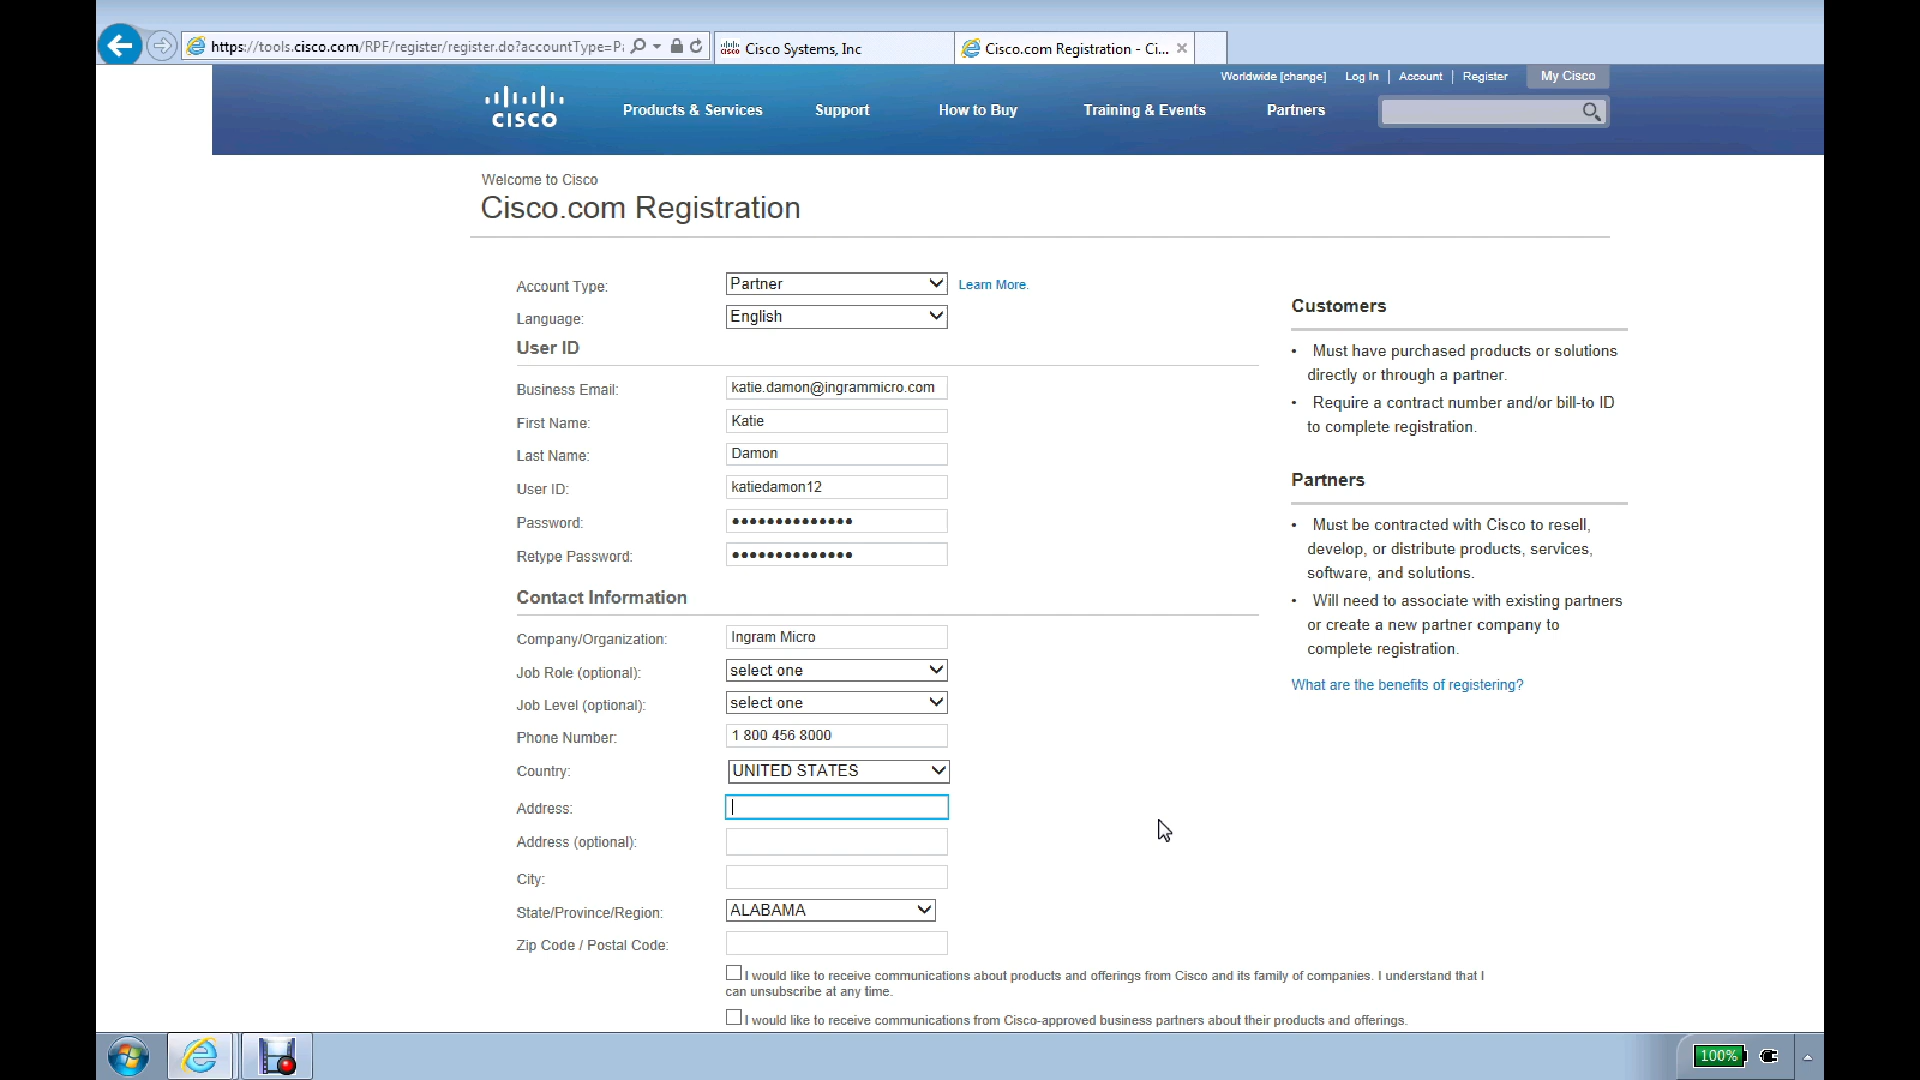 https://tools.cisco.com/RPF/register/register.do?accountType=P
Cisco Systems, Inc
Cisco.com Registration - Ci...
Worldwide [change] Log In | Account | Register My Cisco
CISCO
Products & Services Support How to Buy Training & Events Partners
Welcome to Cisco
Cisco.com Registration
Account Type: Partner Learn More.
Language: English
User ID
Business Email: katie.damon@ingrammicro.com
First Name: Katie
Last Name: Damon
User ID: katiedamon12
Password: ••••••••••••••
Retype Password: ••••••••••••••
Contact Information
Company/Organization: Ingram Micro
Job Role (optional): select one
Job Level (optional): select one
Phone Number: 1 800 456 8000
Country: UNITED STATES
Address:
Address (optional):
City:
State/Province/Region: ALABAMA
Zip Code / Postal Code:
I would like to receive communications about products and offerings from Cisco and its family of companies. I understand that I
can unsubscribe at any time.
I would like to receive communications from Cisco-approved business partners about their products and offerings.
Customers
• Must have purchased products or solutions
directly or through a partner.
• Require a contract number and/or bill-to ID
to complete registration.
Partners
• Must be contracted with Cisco to resell,
develop, or distribute products, services,
software, and solutions.
• Will need to associate with existing partners
or create a new partner company to
complete registration.
What are the benefits of registering?
100%